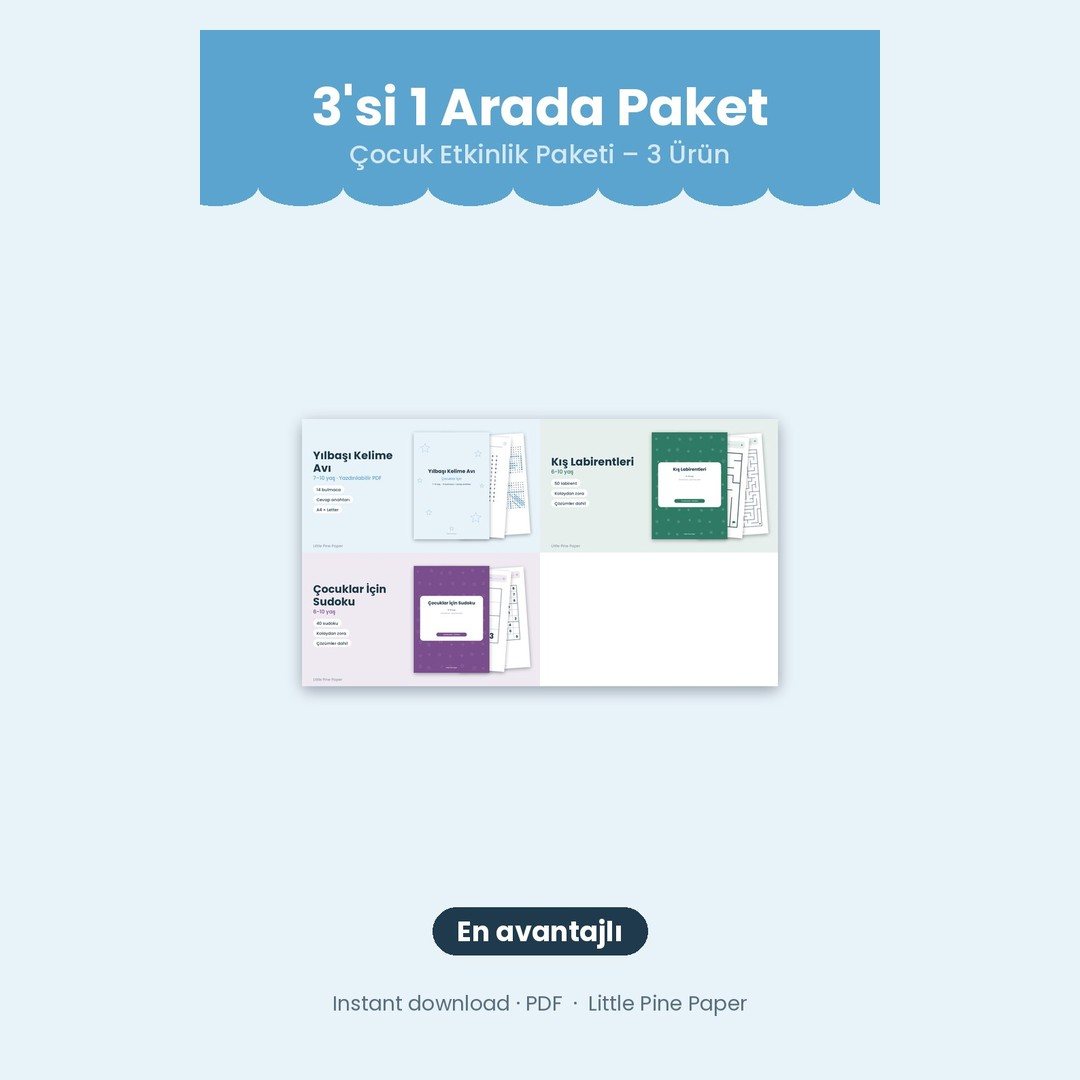 3'si 1 Arada Paket
Çocuk Etkinlik Paketi – 3 Ürün
Yılbaşı Kelime
Avı
7-10 yaş · Yazdırılabilir PDF
14 bulmaca
Cevap anahtarı
A4 + Letter
Little Pine Paper
Yılbaşı Kelime Avı
Kış Labirentleri
6-10 yaş
50 labirent
Kolaydan zora
Çözümler dahil
Little Pine Paper
Kış Labirentleri
Çocuklar İçin
Sudoku
6-10 yaş
40 sudoku
Kolaydan zora
Çözümler dahil
Little Pine Paper
Çocuklar İçin Sudoku
En avantajlı
Instant download · PDF · Little Pine Paper